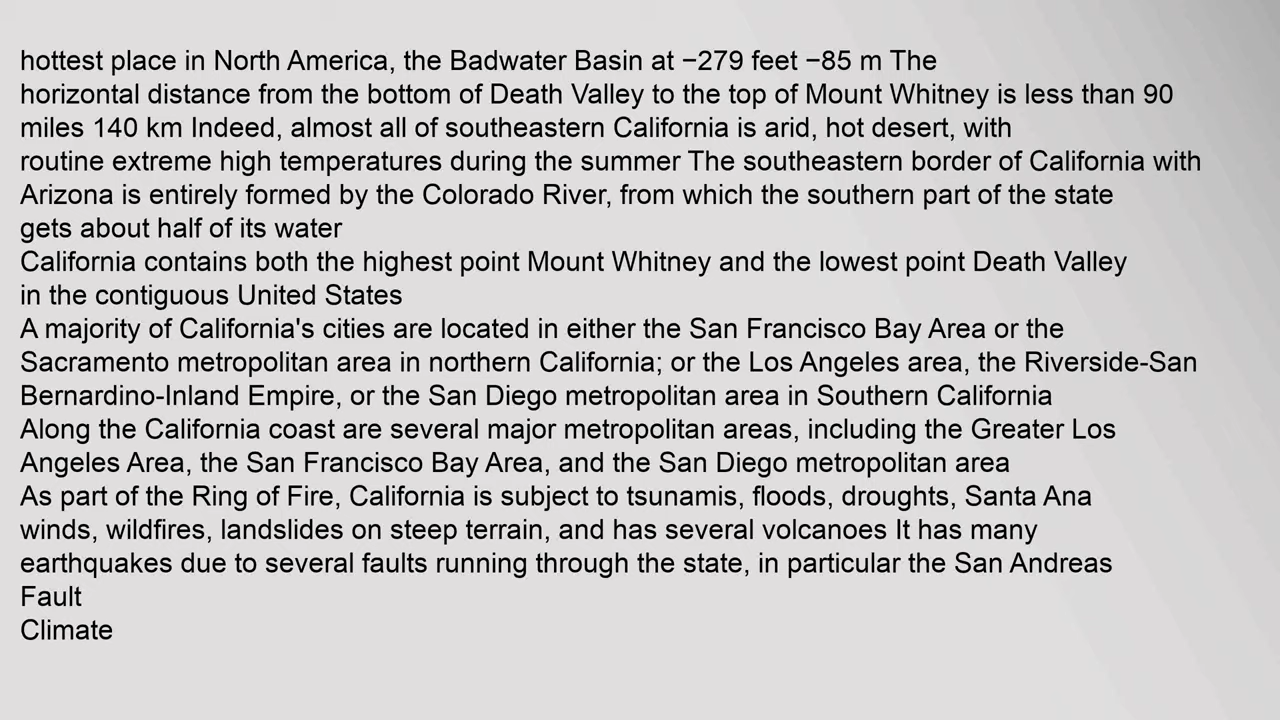 hottest place in North America, the Badwater Basin at −279 feet −85 m The
horizontal distance from the bottom of Death Valley to the top of Mount Whitney is less than 90
miles 140 km Indeed, almost all of southeastern California is arid, hot desert, with
routine extreme high temperatures during the summer The southeastern border of California with
Arizona is entirely formed by the Colorado River, from which the southern part of the state
gets about half of its water
California contains both the highest point Mount Whitney and the lowest point Death Valley
in the contiguous United States
A majority of California's cities are located in either the San Francisco Bay Area or the
Sacramento metropolitan area in northern California; or the Los Angeles area, the Riverside-San
Bernardino-Inland Empire, or the San Diego metropolitan area in Southern California
Along the California coast are several major metropolitan areas, including the Greater Los
Angeles Area, the San Francisco Bay Area, and the San Diego metropolitan area
As part of the Ring of Fire, California is subject to tsunamis, floods, droughts, Santa Ana
winds, wildfires, landslides on steep terrain, and has several volcanoes It has many
earthquakes due to several faults running through the state, in particular the San Andreas
Fault
Climate